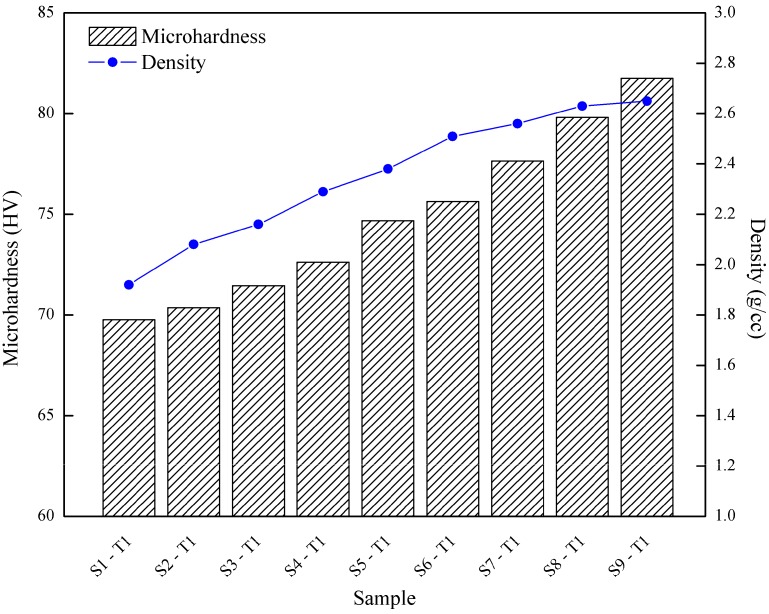 Microhardness
Density
Microhardness (HV)
85
80
75
70
65
60
Density (g/cc)
3.0
2.8
2.6
2.4
2.2
2.0
1.8
1.6
1.4
1.2
1.0
S1 - T1
S2 - T1
S3 - T1
S4 - T1
S5 - T1
S6 - T1
S7 - T1
S8 - T1
S9 - T1
Sample